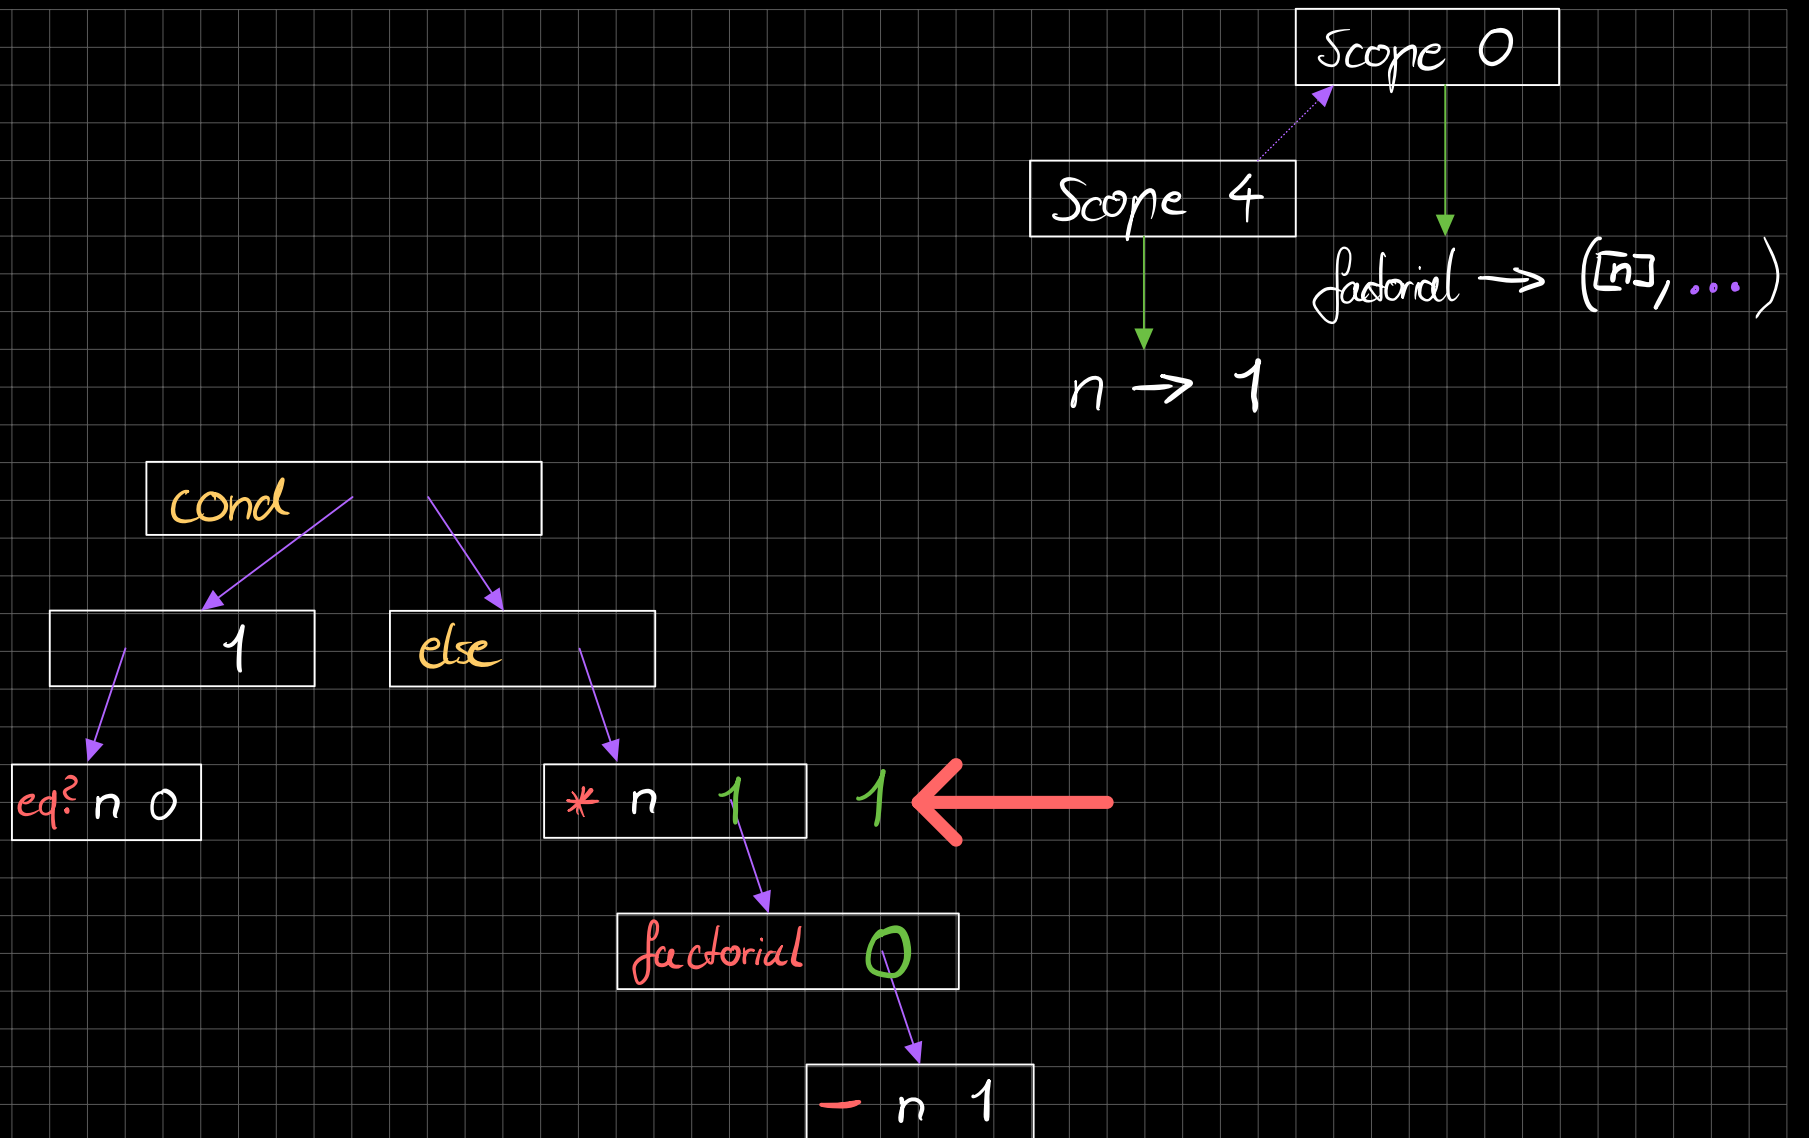 Scope 0
Scope 4
factorial → ([n], ...)
n → 1
cond
1
else
eq? n 0
* n 1
1
factorial 0
- n 1